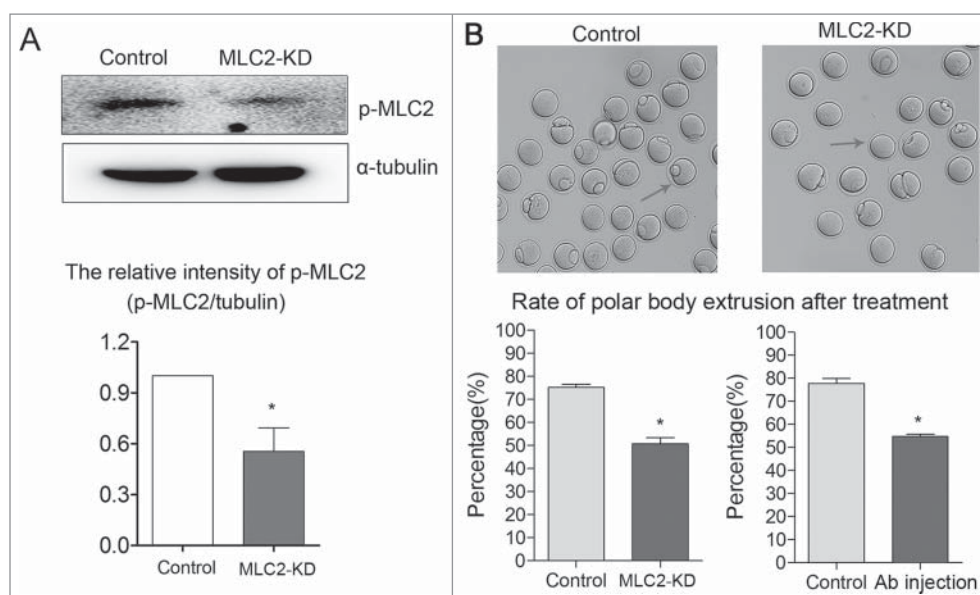 A
Control MLC2-KD
p-MLC2
α-tubulin
The relative intensity of p-MLC2
(p-MLC2/tubulin)
1.2
0.9
*
0.6
0.3
0.0
Control MLC2-KD
B
Control MLC2-KD
Rate of polar body extrusion after treatment
Percentage(%)
100
90
80
70
60
50
40
30
20
10
0
*
Control MLC2-KD
Percentage(%)
100
90
80
70
60
50
40
30
20
10
0
*
Control Ab injection